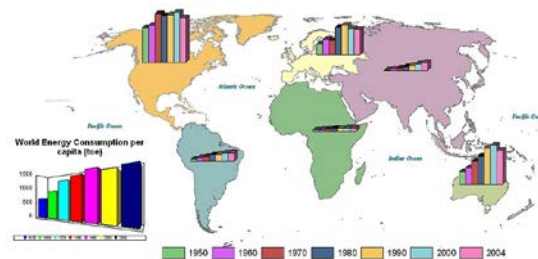 Atlantic Ocean
Pacific Ocean
Pacific Oc
World Energy Consumption per
capita (toe)
Indian Ocean
1500
1000
500
0
1950 1960 1970 1980 1990 2000 2004